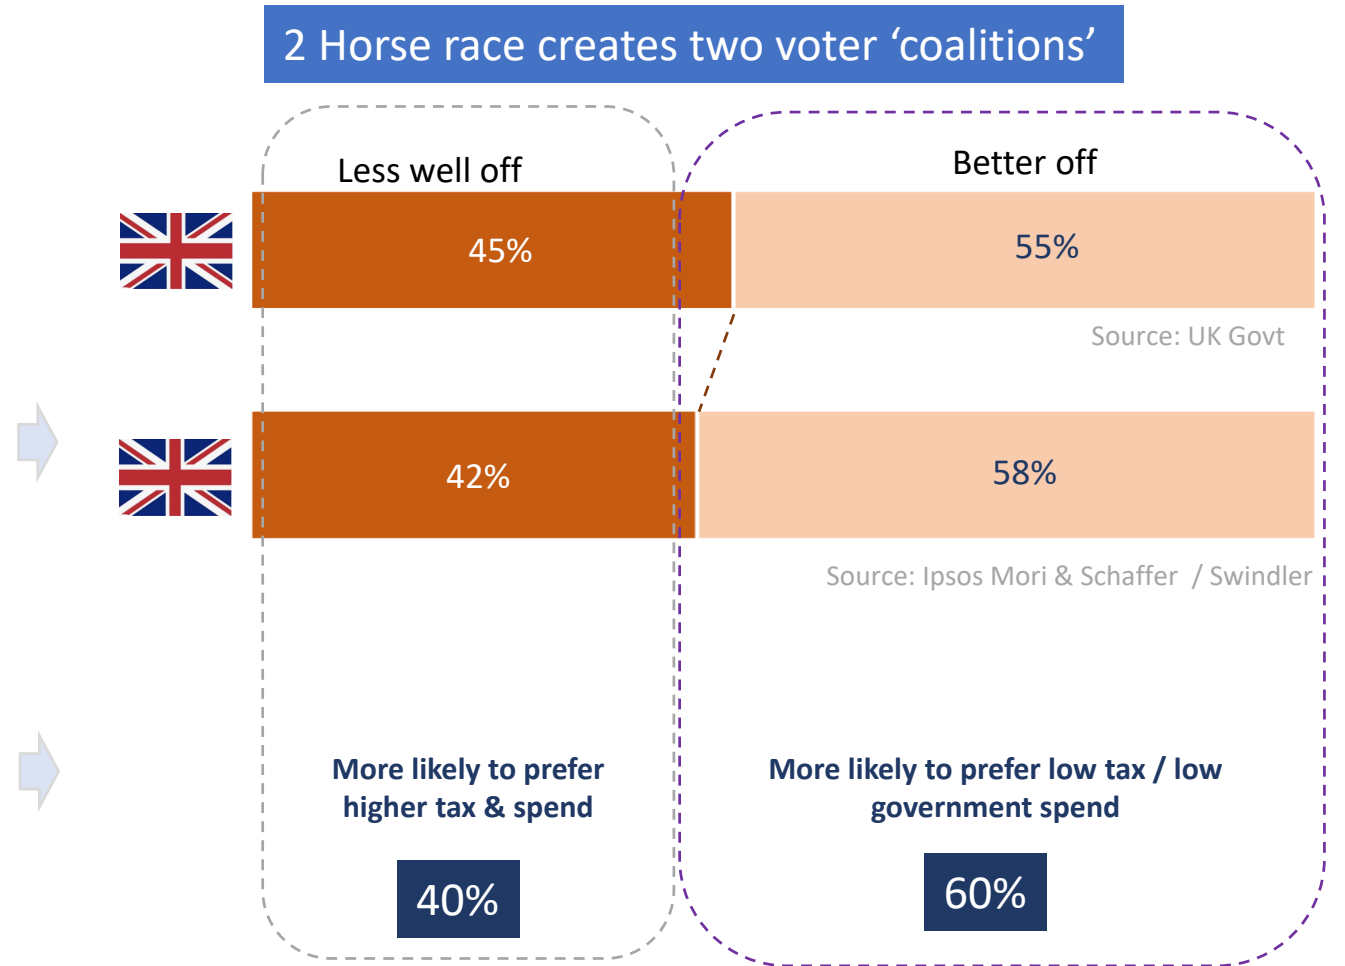 2 Horse race creates two voter ‘coalitions’
Less well off
Better off
45%
55%
Source: UK Govt
42%
58%
Source: Ipsos Mori & Schaffer / Swindler
More likely to prefer
higher tax & spend
More likely to prefer low tax / low
government spend
40%
60%